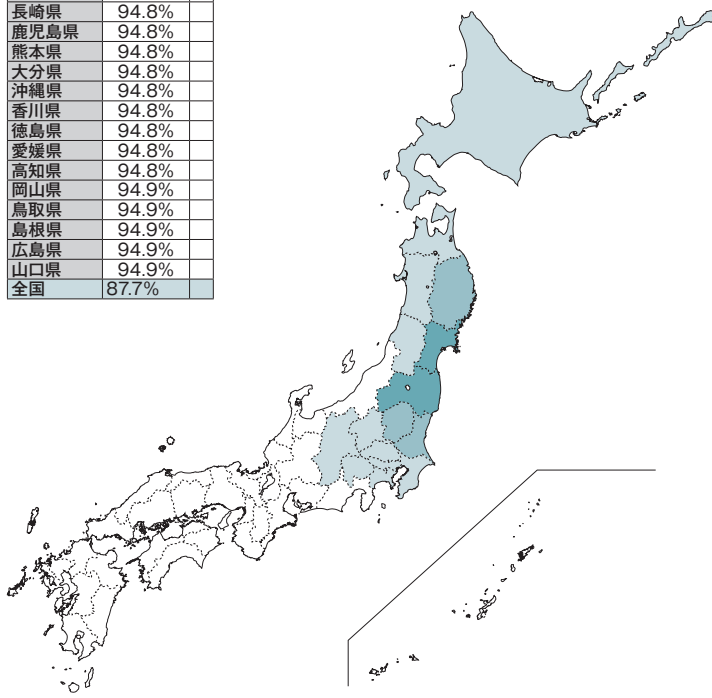 長崎県 94.8%
鹿児島県 94.8%
熊本県 94.8%
大分県 94.8%
沖縄県 94.8%
香川県 94.8%
徳島県 94.8%
愛媛県 94.8%
高知県 94.8%
岡山県 94.9%
鳥取県 94.9%
島根県 94.9%
広島県 94.9%
山口県 94.9%
全国 87.7%